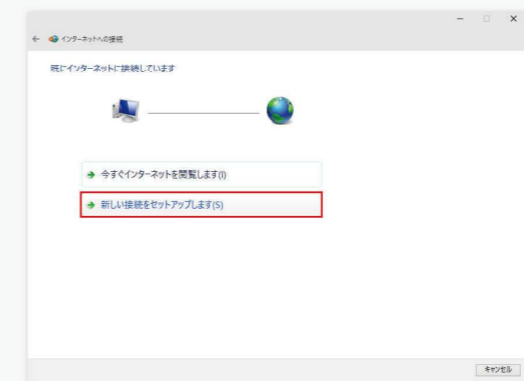 インターネットへの接続
既にインターネットに接続しています
今すぐインターネットを閲覧します(I)
新しい接続をセットアップします(S)
キャンセル